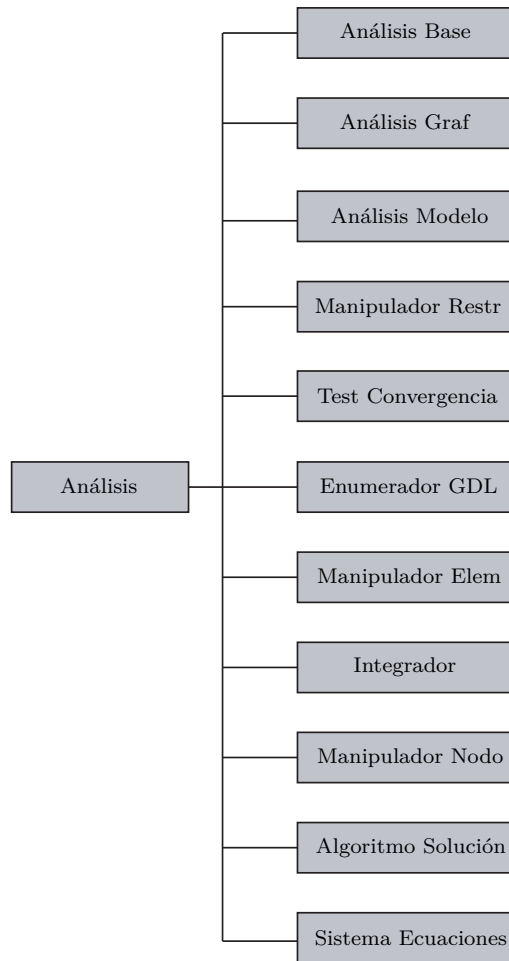 Análisis Base
Análisis Graf
Análisis Modelo
Manipulador Restr
Test Convergencia
Análisis
Enumerador GDL
Manipulador Elem
Integrador
Manipulador Nodo
Algoritmo Solución
Sistema Ecuaciones